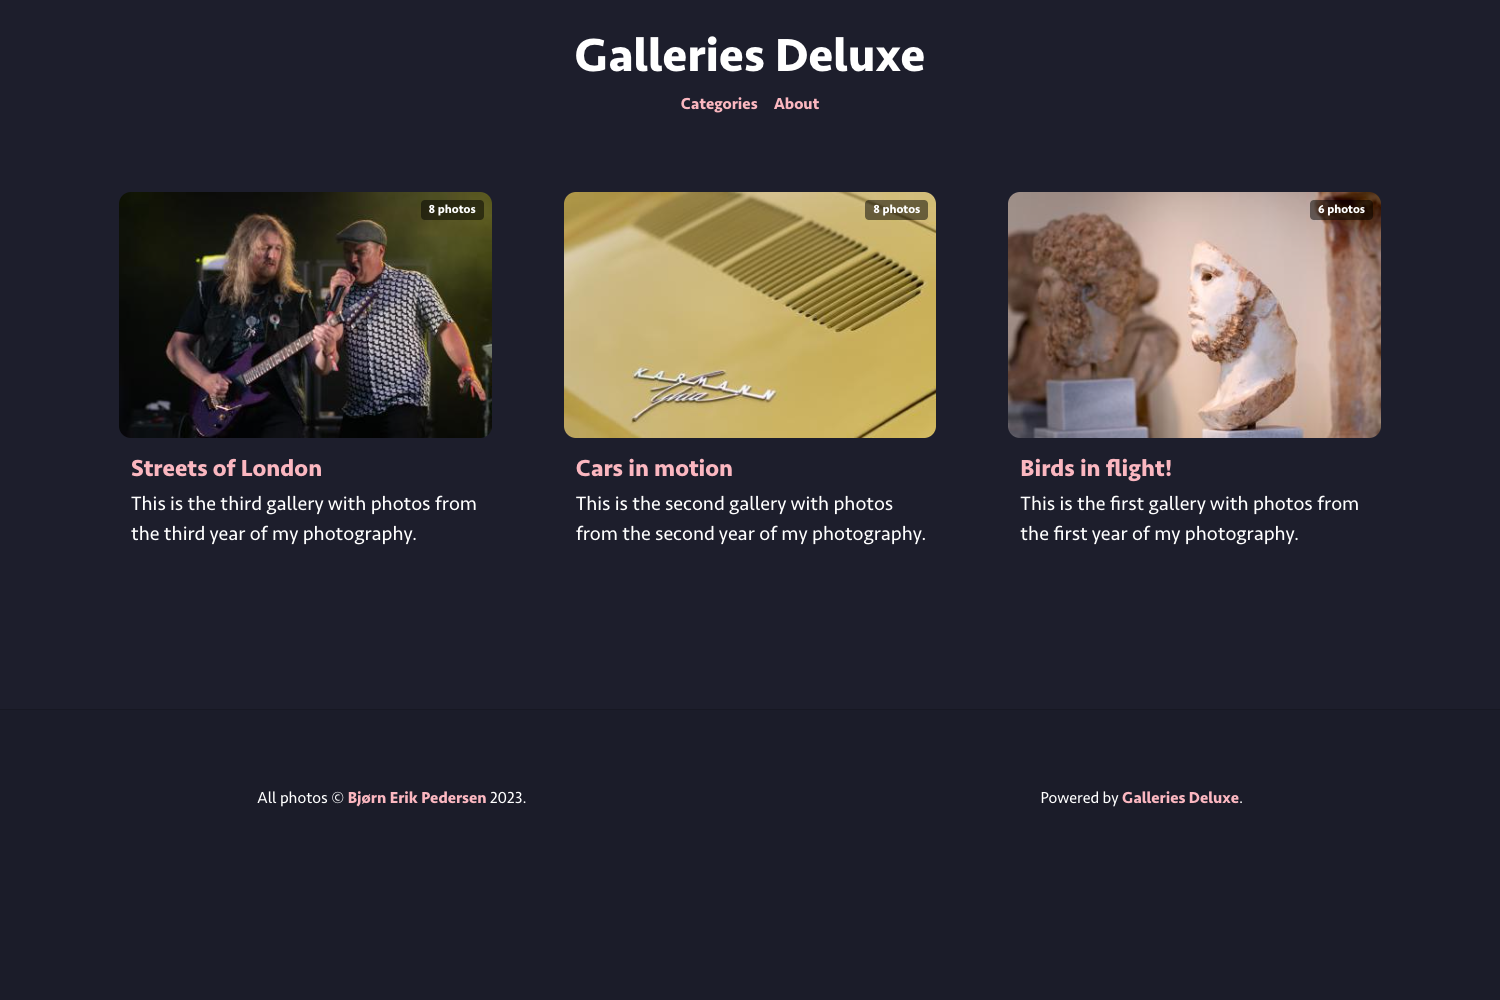 Galleries Deluxe
Categories About
8 photos
KARMANN
Ghia
8 photos
6 photos
Streets of London
This is the third gallery with photos from
the third year of my photography.
Cars in motion
This is the second gallery with photos
from the second year of my photography.
Birds in flight!
This is the first gallery with photos from
the first year of my photography.
All photos © Bjørn Erik Pedersen 2023.
Powered by Galleries Deluxe.